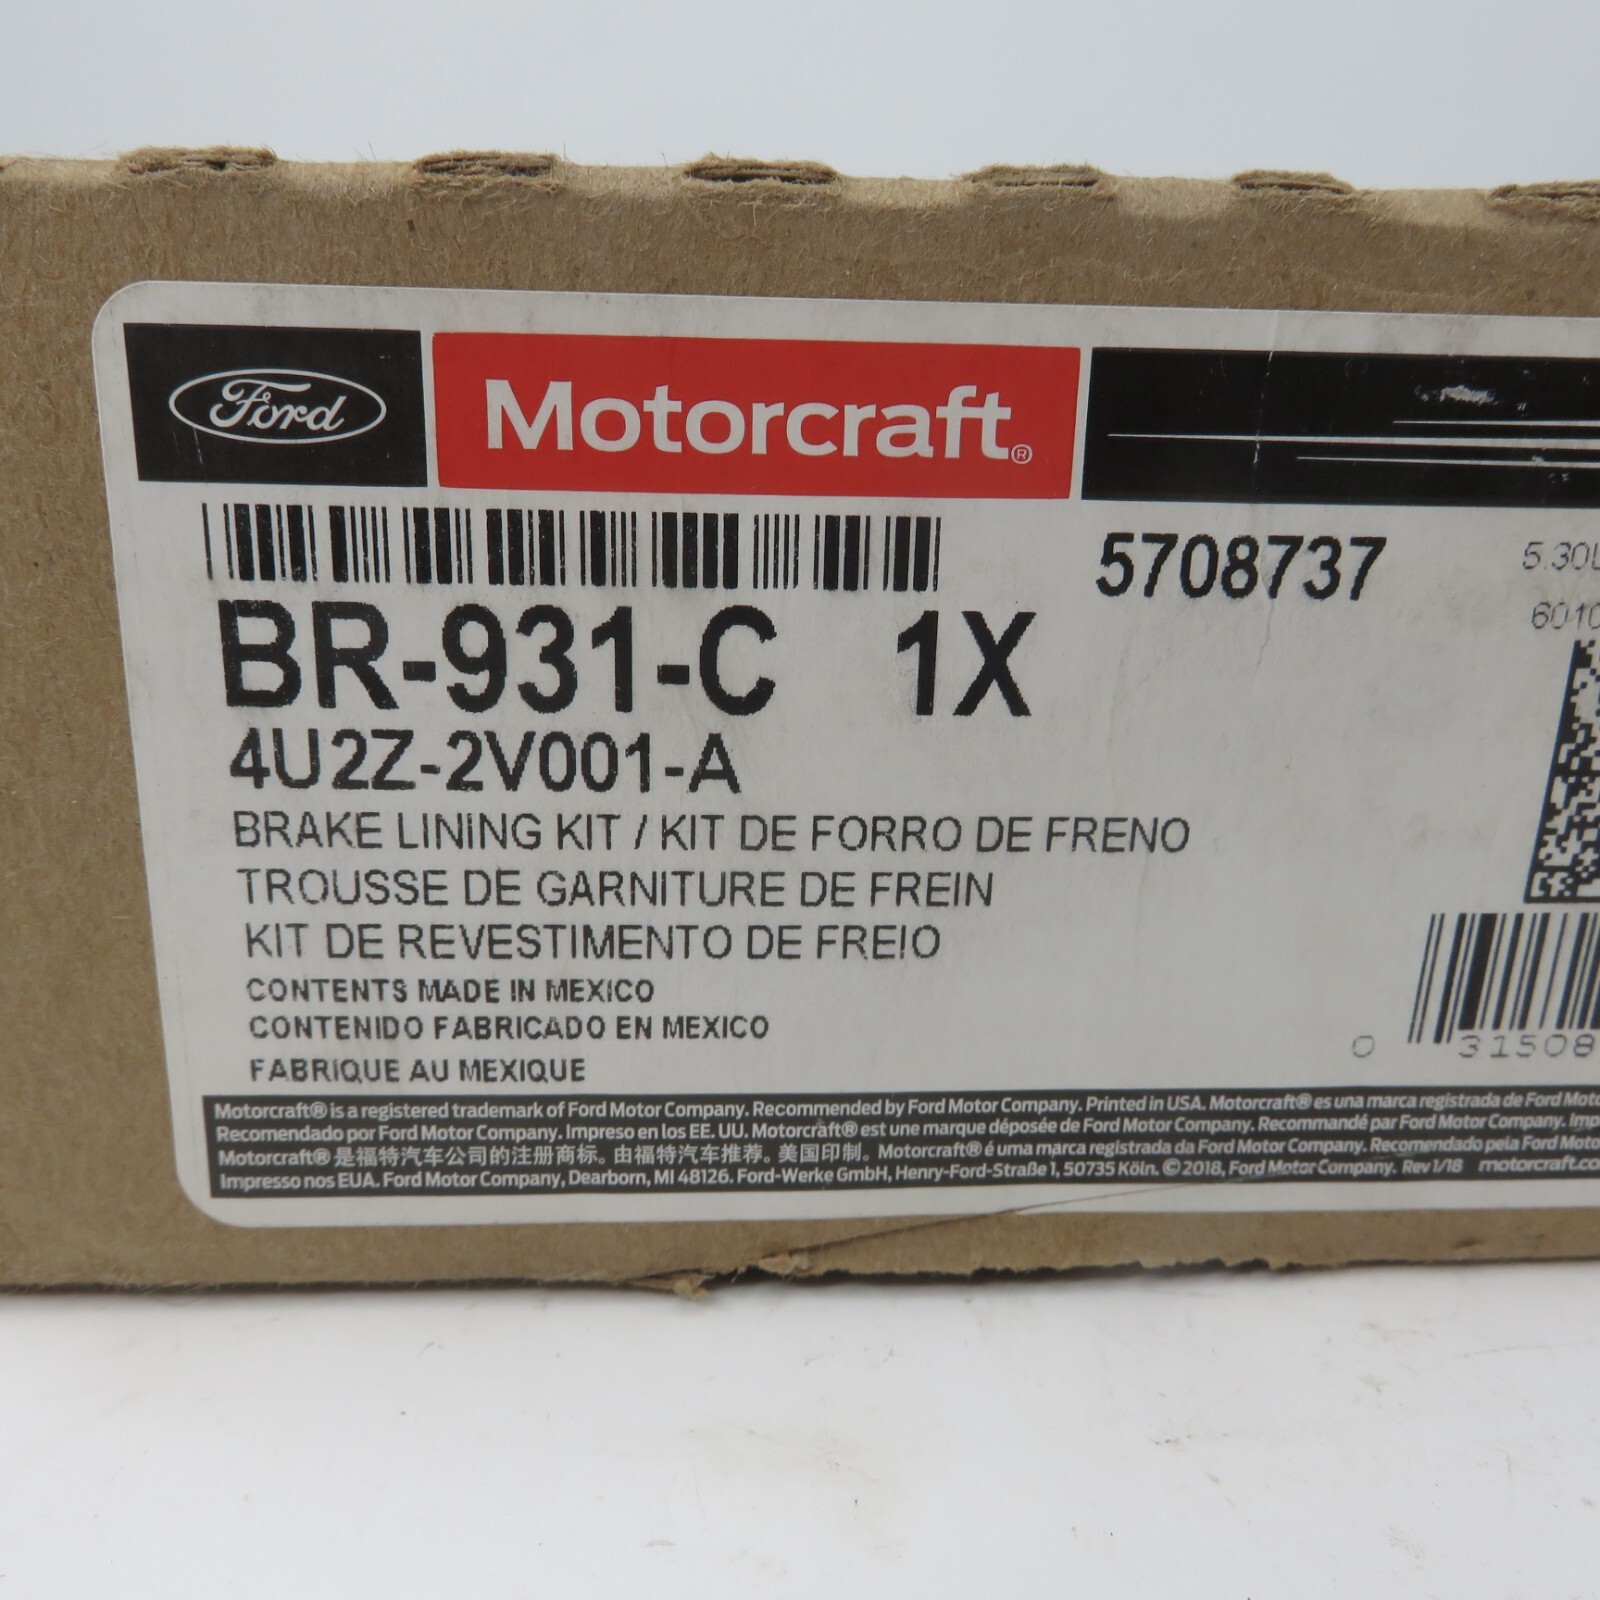 Ford Motorcraft®
5708737
5.30L
BR-931-C 1X
6010
4U2Z-2V001-A
BRAKE LINING KIT / KIT DE FORRO DE FRENO
TROUSSE DE GARNITURE DE FREIN
KIT DE REVESTIMENTO DE FREIO
CONTENTS MADE IN MEXICO
CONTENIDO FABRICADO EN MEXICO
FABRIQUE AU MEXIQUE
0 31508
Motorcraft® is a registered trademark of Ford Motor Company. Recommended by Ford Motor Company. Printed in USA. Motorcraft® es una marca registrada de Ford
Recomendado por Ford Motor Company. Impreso en los EE. UU. Motorcraft® est une marque déposée de Ford Motor Company. Recommandé par Ford Motor Company.
Motorcraft® 是福特汽车公司的注册商标。由福特汽车推荐。美国印制。Motorcraft® é uma marca registrada da Ford Motor Company. Recomendado pela Ford
Impresso nos EUA. Ford Motor Company, Dearborn, MI 48126. Ford-Werke GmbH, Henry-Ford-Straße 1, 50735 Köln. ©2018, Ford Motor Company. Rev 1/18 motorcraft.co